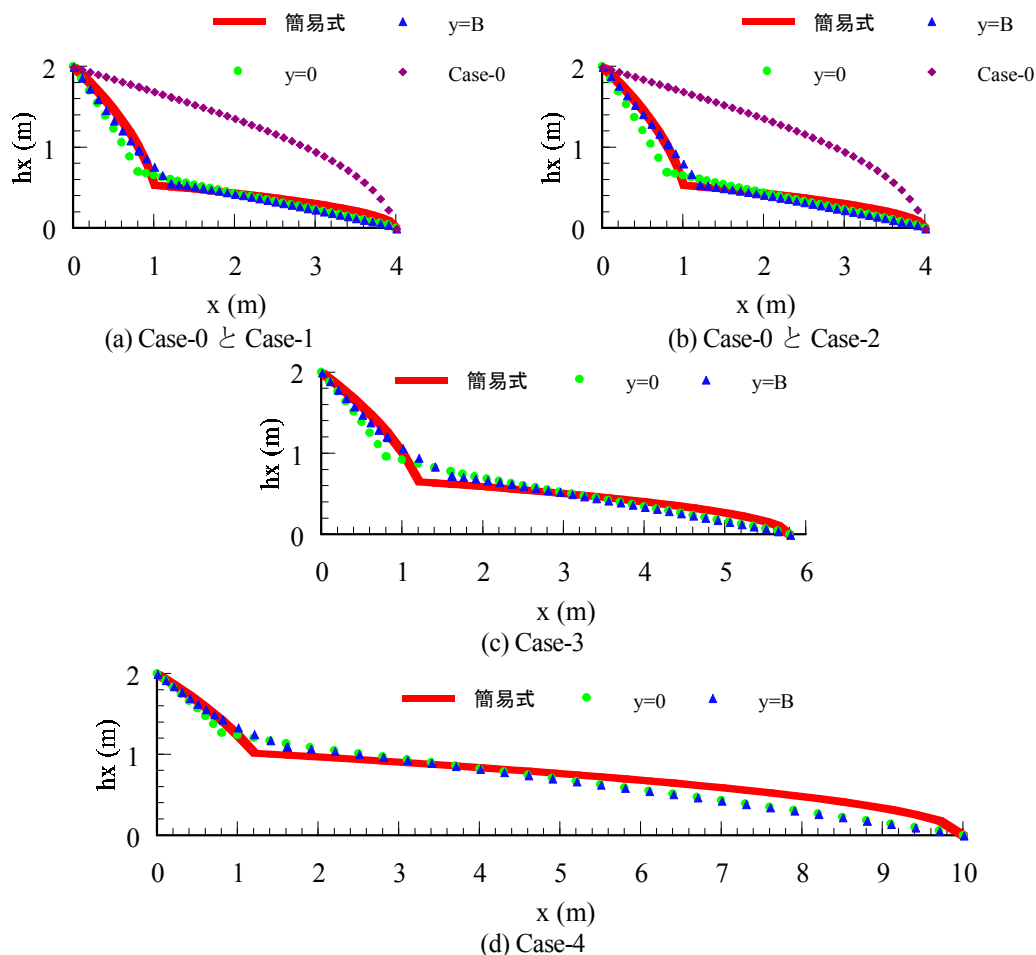 簡易式 y=B
y=0 Case-0
2
1
0
hx (m)
0 1 2 3 4
x (m)
(a) Case-0 と Case-1
簡易式 y=B
y=0 Case-0
2
1
0
hx (m)
0 1 2 3 4
x (m)
(b) Case-0 と Case-2
簡易式 y=0 y=B
2
1
0
hx (m)
0 1 2 3 4 5 6
x (m)
(c) Case-3
簡易式 y=0 y=B
2
1
0
hx (m)
0 1 2 3 4 5 6 7 8 9 10
x (m)
(d) Case-4